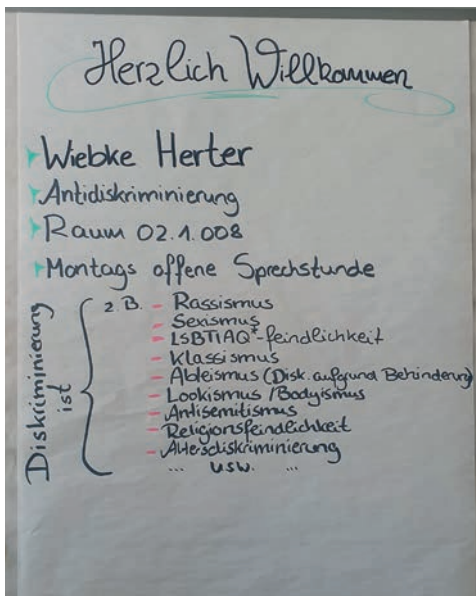 Herzlich Willkommen
Wiebke Herter
Antidiskriminierung
Raum 02.1.008
Montags offene Sprechstunde
Diskriminierung ist
z.B. - Rassismus
- Sexismus
- LSBTIAQ*-feindlichkeit
- Klassismus
- Ableismus (Disk. aufgrund Behinderung)
- Lookismus / Bodyismus
- Antisemitismus
- Religionsfeindlichkeit
- Altersdiskriminierung
... usw. ...